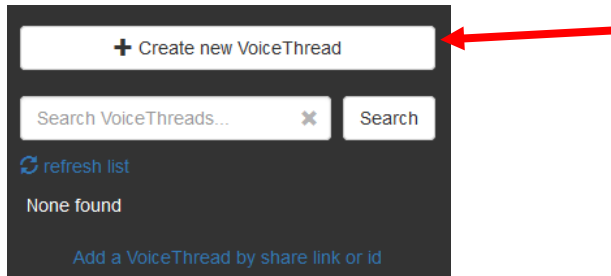 Create new VoiceThread
Search VoiceThreads... Search
refresh list
None found
Add a VoiceThread by share link or id